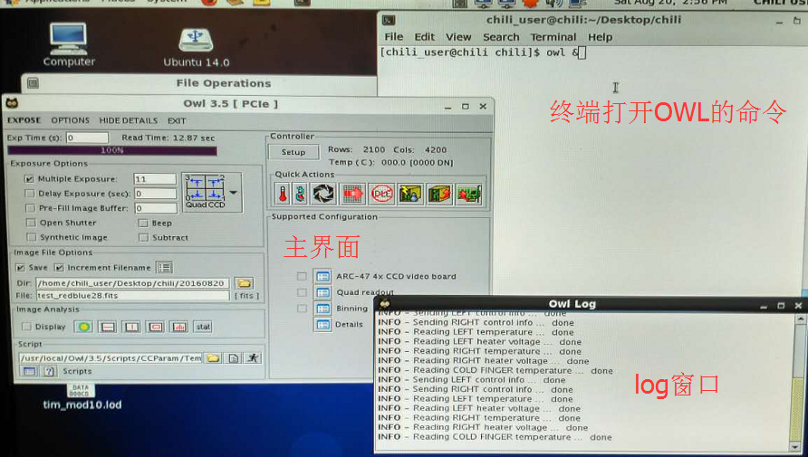 Applications Places System
Sat Aug 20, 2:56 PM
CHILI USER
Computer
Ubuntu 14.0
File Operations
chili_user@chili:~/Desktop/chili
File Edit View Search Terminal Help
[chili_user@chili chili]$ owl &
终端打开OWL的命令
Owl 3.5 [ PCIe ]
EXPOSE OPTIONS HIDE DETAILS EXIT
Exp Time (s): 0 Read Time: 12.87 sec
100%
Exposure Options
Multiple Exposure: 11
Delay Exposure (sec): 0
Pre-Fill Image Buffer: 0
Open Shutter Beep
Synthetic Image Subtract
Quad CCD
Image File Options
Save Increment Filename
Dir: /home/chili_user/Desktop/chili/20160820
File: test_redblue28.fits [ fits ]
Image Analysis
Display stat
Script
/usr/local/Owl/3.5/Scripts/CCParam/Tem
Scripts
Controller
Setup Rows: 2100 Cols: 4200
Temp ( C ): 000.0 [0000 DN]
Quick Actions
Supported Configuration
主界面
ARC-47 4x CCD video board
Quad readout
Binning
Details
tim_mod10.lod
Owl Log
INFO - Sending LEFT control info ... done
INFO - Sending RIGHT control info ... done
INFO - Reading LEFT temperature ... done
INFO - Reading LEFT heater voltage ... done
INFO - Reading RIGHT temperature ... done
INFO - Reading RIGHT heater voltage ... done
INFO - Reading COLD FINGER temperature ... done
INFO - Sending LEFT control info ... done
INFO - Sending RIGHT control info ... done
INFO - Reading LEFT temperature ... done
INFO - Reading LEFT heater voltage ... done
INFO - Reading RIGHT temperature ... done
INFO - Reading RIGHT heater voltage ... done
INFO - Reading COLD FINGER temperature ... done
log窗口